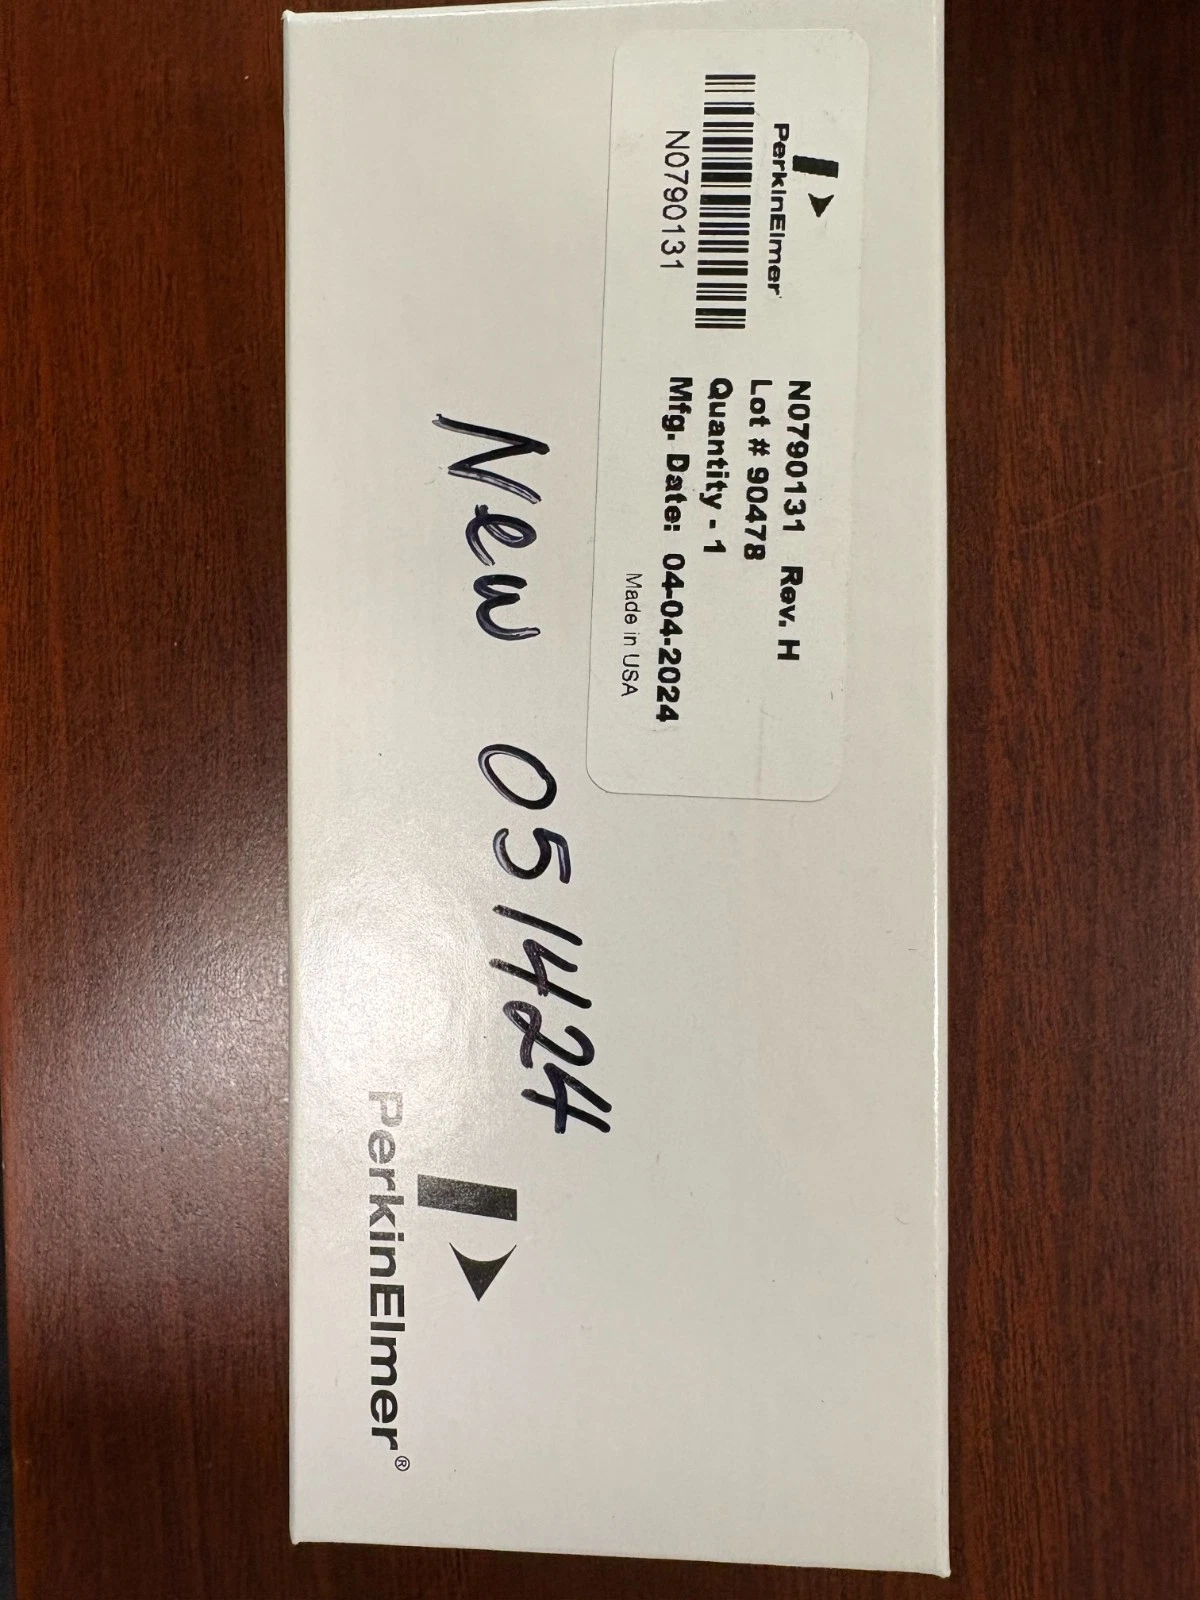 PerkinElmer
N0790131
N0790131 Rev. H
Lot # 90478
Quantity - 1
Mfg. Date: 04-04-2024
Made in USA
New 051424
PerkinElmer®